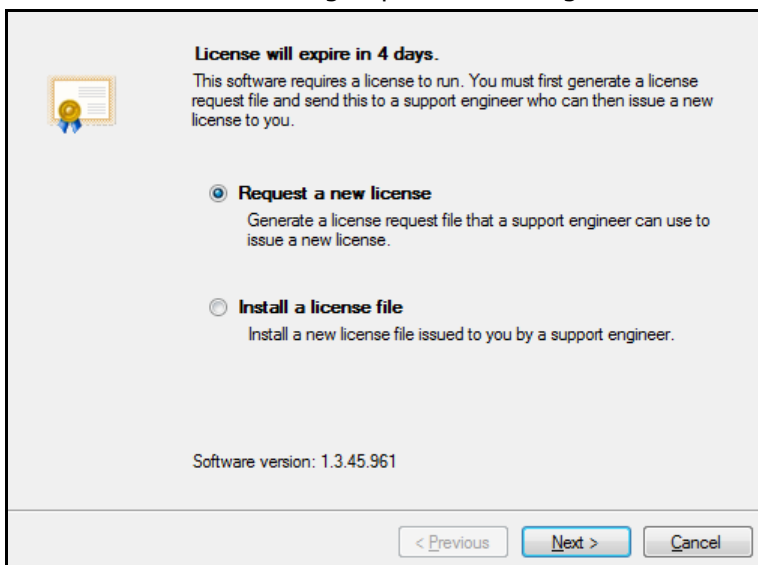 License will expire in 4 days.
This software requires a license to run. You must first generate a license
request file and send this to a support engineer who can then issue a new
license to you.
Request a new license
Generate a license request file that a support engineer can use to
issue a new license.
Install a license file
Install a new license file issued to you by a support engineer.
Software version: 1.3.45.961
< Previous
Next >
Cancel